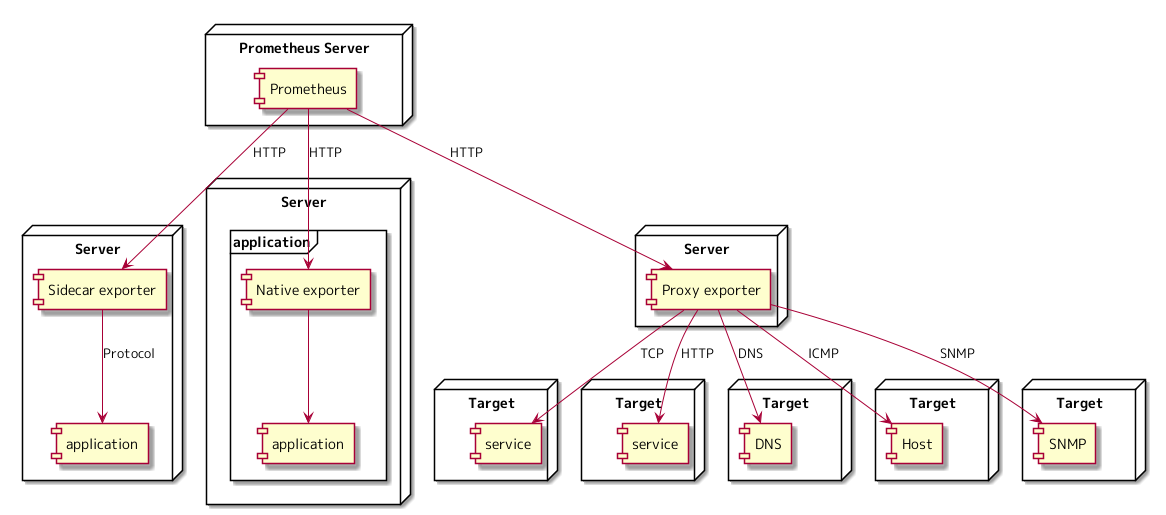 Prometheus Server
Prometheus
HTTP
HTTP
HTTP
Server
application
Server
Server
Sidecar exporter
Native exporter
Proxy exporter
Protocol
TCP
HTTP
DNS
ICMP
SNMP
Target
Target
Target
Target
Target
application
application
service
service
DNS
Host
SNMP